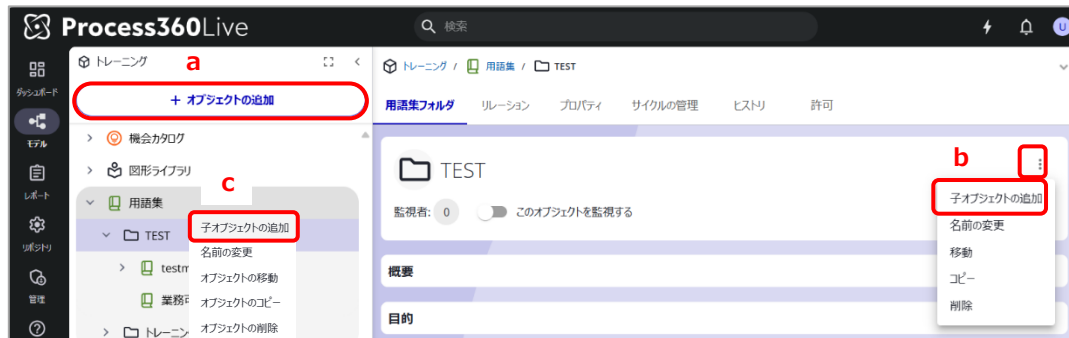 Process360Live
検索
U
ダッシュボード
モデル
レポート
リポジトリ
管理
トレーニング
a
+ オブジェクトの追加
機会カタログ
図形ライブラリ
c
用語集
TEST
testm
業務
トレーニン
子オブジェクトの追加
名前の変更
オブジェクトの移動
オブジェクトのコピー
オブジェクトの削除
トレーニング / 用語集 / TEST
用語集フォルダ リレーション プロパティ サイクルの管理 ヒストリ 許可
TEST
b
監視者: 0 このオブジェクトを監視する
概要
目的
子オブジェクトの追加
名前の変更
移動
コピー
削除